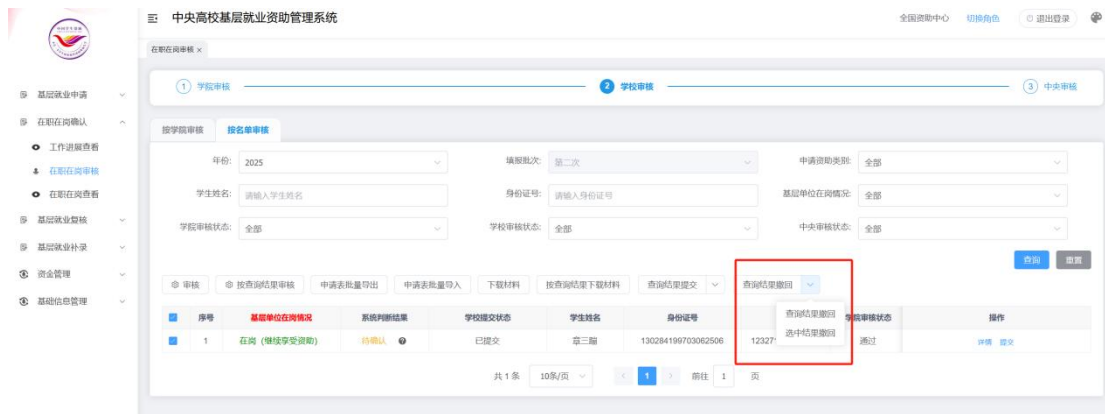 中央高校基层就业资助管理系统
全国资助中心 切换角色 退出登录
在职在岗审核 ×
基层就业申请
在职在岗确认
工作进展查看
在职在岗审核
在职在岗查看
基层就业复核
基层就业补录
资金管理
基础信息管理
1 学院审核 2 学校审核 3 中央审核
按学院审核 按名单审核
年份: 2025 填报批次: 第二次 申请资助类别: 全部
学生姓名: 请输入学生姓名 身份证号: 请输入身份证号 基层单位在岗情况: 全部
学院审核状态: 全部 学校审核状态: 全部 中央审核状态: 全部
查询 重置
审核 按查询结果审核 申请表批量导出 申请表批量导入 下载材料 按查询结果下载材料 查询结果提交 查询结果撤回
查询结果撤回
选中结果撤回
序号 基层单位在岗情况 系统判断结果 学校提交状态 学生姓名 身份证号 学院审核状态 操作
1 在岗（继续享受资助） 待确认 已提交 章三蹦 130284199703062506 12327 通过 详情 提交
共 1 条 10条/页 < 1 > 前往 1 页